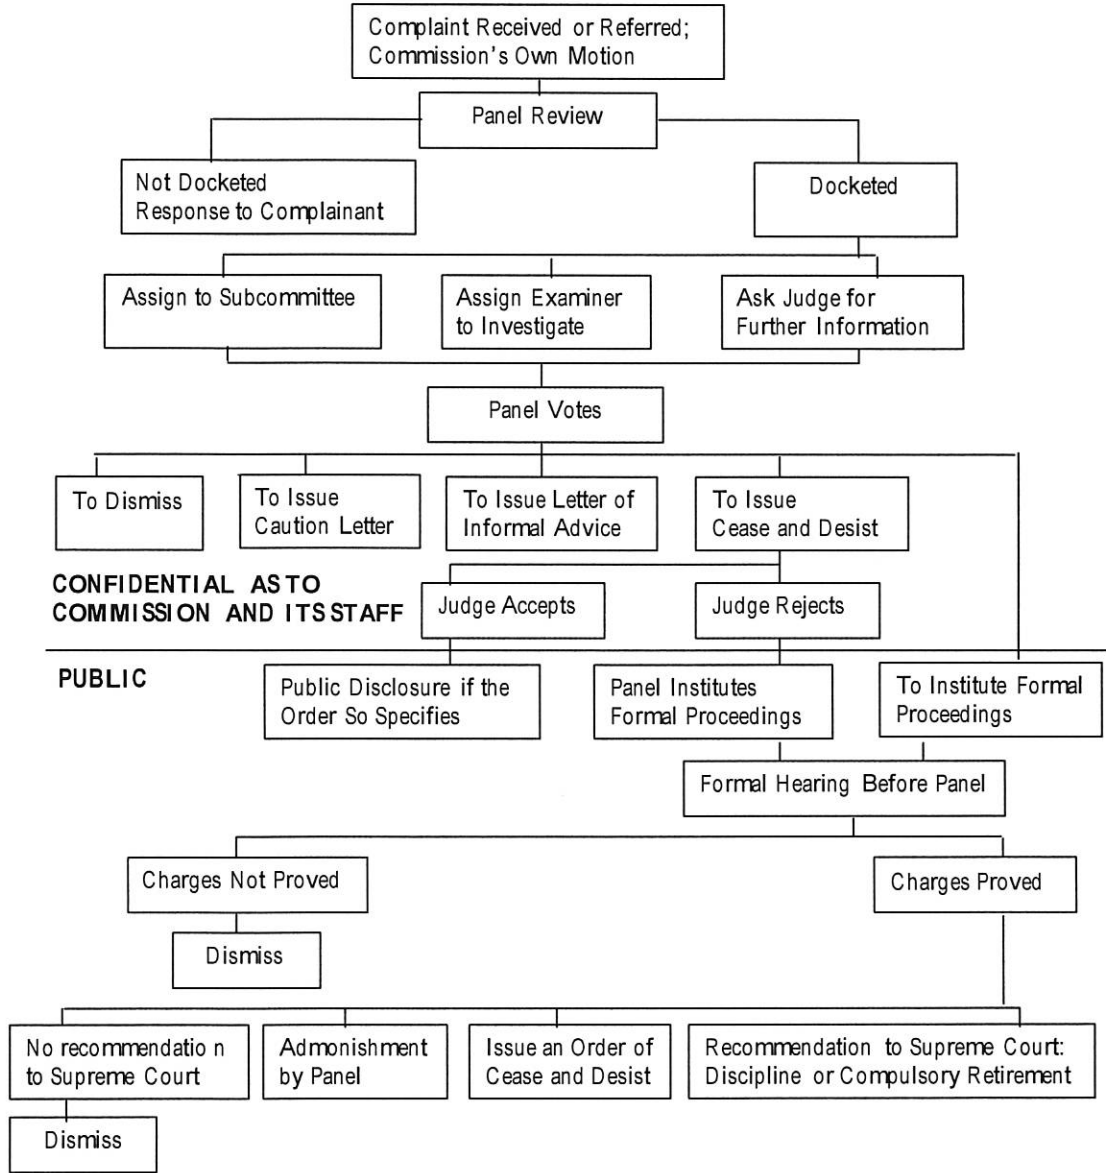 Complaint Received or Referred;
Commission's Own Motion
Panel Review
Not Docketed
Response to Complainant
Docketed
Assign to Subcommittee
Assign Examiner
to Investigate
Ask Judge for
Further Information
Panel Votes
To Dismiss
To Issue
Caution Letter
To Issue Letter of
Informal Advice
To Issue
Cease and Desist
CONFIDENTIAL AS TO
COMMISSION AND ITS STAFF
Judge Accepts
Judge Rejects
PUBLIC
Public Disclosure if the
Order So Specifies
Panel Institutes
Formal Proceedings
To Institute Formal
Proceedings
Formal Hearing Before Panel
Charges Not Proved
Charges Proved
Dismiss
No recommendation
to Supreme Court
Admonishment
by Panel
Issue an Order of
Cease and Desist
Recommendation to Supreme Court:
Discipline or Compulsory Retirement
Dismiss